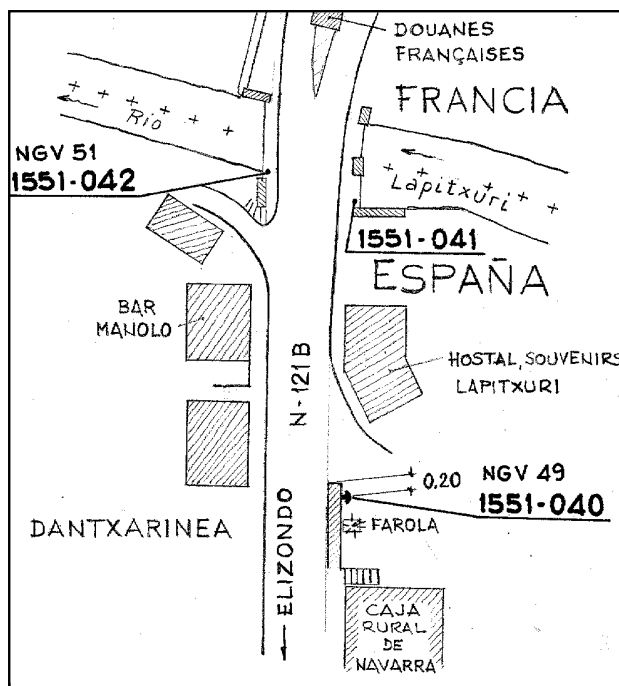 DOUANES
FRANÇAISES
FRANCIA
Rio
NGV 51
1551-042
Lapitxuri
1551-041
ESPAÑA
BAR
MANOLO
N-121B
HOSTAL, SOUVENIRS
LAPITXURI
0,20
NGV 49
1551-040
FAROLA
DANTXARINEA
ELIZONDO
CAJA
RURAL
DE
NAVARRA